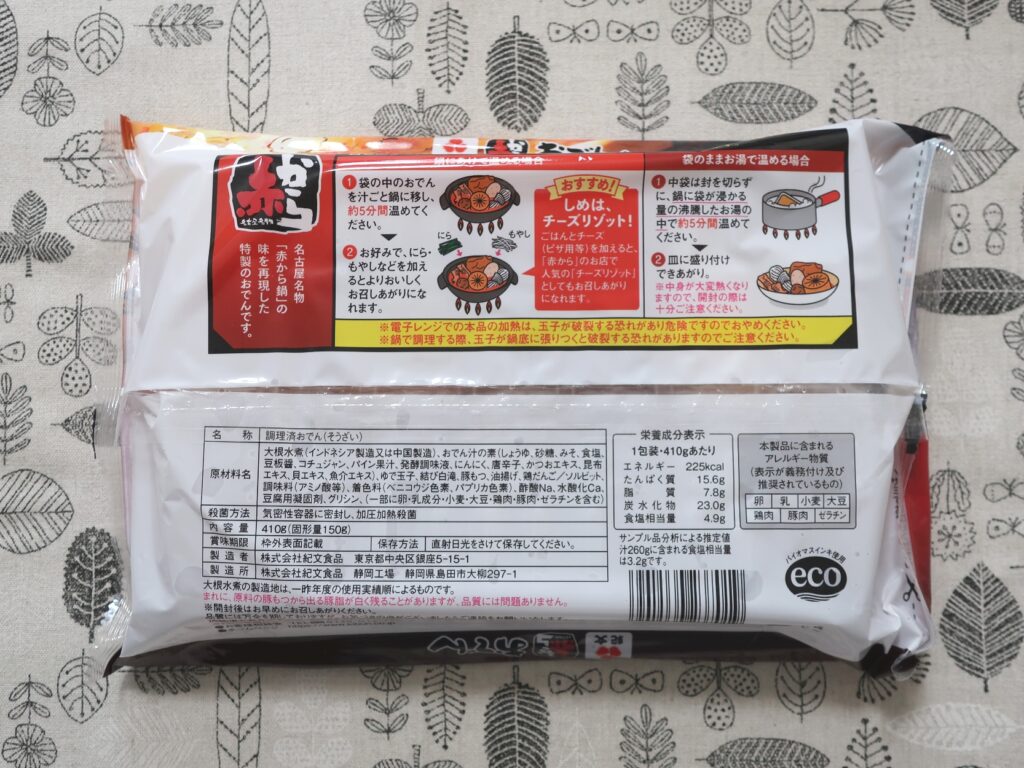 赤から
名古屋名物
「赤から鍋」の
味を再現した
特製のおでんです。
鍋にあけて温める場合
1 袋の中のおでん
を汁ごと鍋に移し、
約5分間温めてく
ださい。
2 お好みで、にら・
もやしなどを加え
るとよりおいしく
お召しあがりになれ
ます。
にら
もやし
おすすめ!
しめは、
チーズリゾット!
ごはんとチーズ
(ピザ用等)を加えると、
「赤から」のお店で
人気の「チーズリゾット」
としてもお召しあがり
になれます。
袋のままお湯で温める場合
1 中袋は封を切らず
に、鍋に袋が浸かる
量の沸騰したお湯の
中で約5分間温めて
ください。
2 皿に盛り付け
できあがり。
※中身が大変熱くなり
ますので、開封の際は
十分ご注意ください。
※電子レンジでの本品の加熱は、玉子が破裂する恐れがあり危険ですのでおやめください。
※鍋で調理する際、玉子が鍋底に張りつくと破裂する恐れがありますのでご注意ください。
名 称 調理済おでん(そうざい)
原材料名 大根水煮(インドネシア製造又は中国製造)、おでん汁の素(しょうゆ、砂糖、みそ、食塩、
豆板醤、コチュジャン、パイン果汁、発酵調味液、にんにく、唐辛子、かつおエキス、昆布
エキス、貝エキス、魚介エキス)、ゆで玉子、結び白滝、豚もつ、油揚げ、鶏だんご/ソルビット、
調味料(アミノ酸等)、着色料(ベニコウジ色素、パプリカ色素)、酢酸Na、水酸化Ca、
豆腐用凝固剤、グリシン、(一部に卵・乳成分・小麦・大豆・鶏肉・豚肉・ゼラチンを含む)
殺菌方法 気密性容器に密封し、加圧加熱殺菌
内 容 量 410g(固形量150g)
賞味期限 枠外表面記載 保存方法 直射日光をさけて保存してください。
製 造 者 株式会社紀文食品 東京都中央区銀座5-15-1
製 造 所 株式会社紀文食品 静岡工場 静岡県島田市大柳297-1
大根水煮の製造地は、一昨年度の使用実績順によるものです。
まれに、原料の豚もつから出る豚脂が白く残ることがありますが、品質には問題ありません。
※開封後はお早めにお召しあがりください。
栄養成分表示
1包装・410gあたり
エネルギー 225kcal
たんぱく質 15.6g
脂 質 7.8g
炭水化物 23.0g
食塩相当量 4.9g
サンプル品分析による推定値
汁260gに含まれる食塩相当量
は3.2gです。
本製品に含まれる
アレルギー物質
(表示が義務付け及び
推奨されているもの)
卵 乳 小麦 大豆
鶏肉 豚肉 ゼラチン
バイオマスインキ使用
eco
紀文
赤からおでん